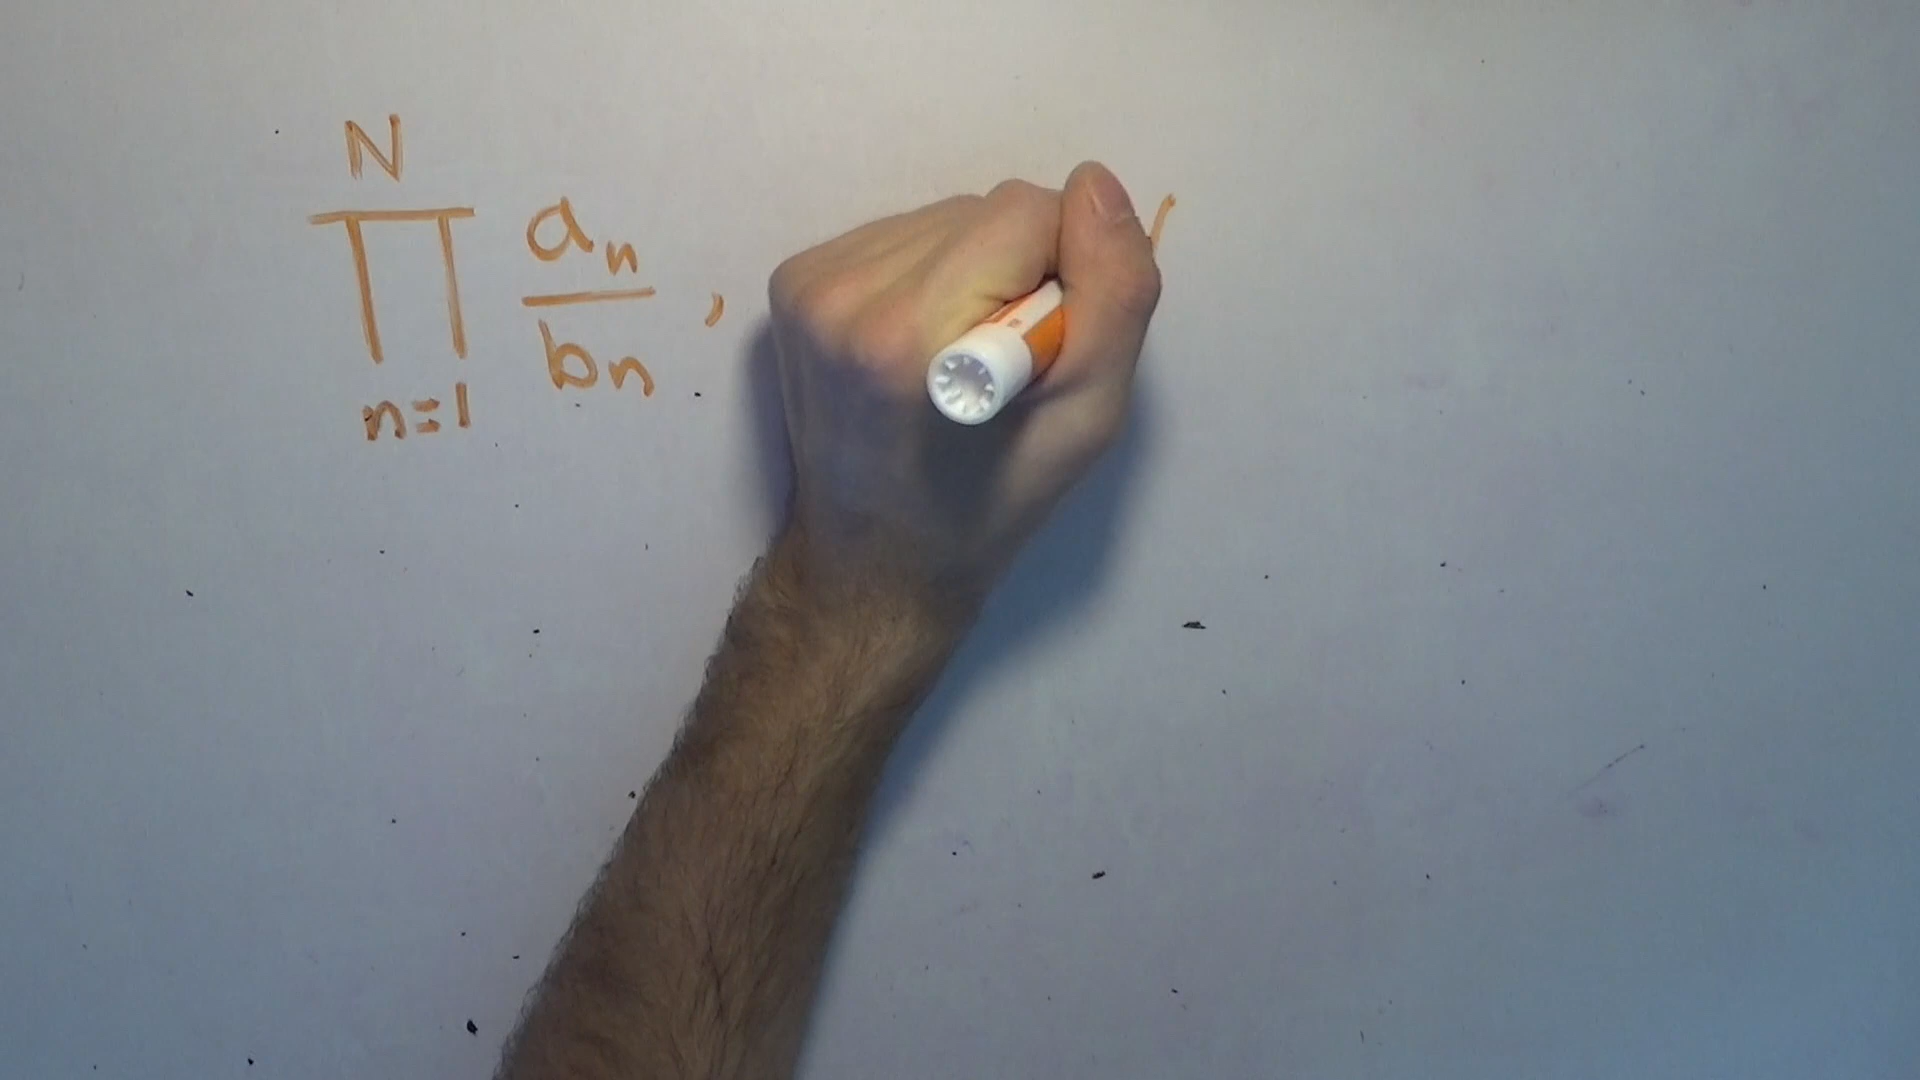 N
∏ aₙ/bₙ ,
n=1